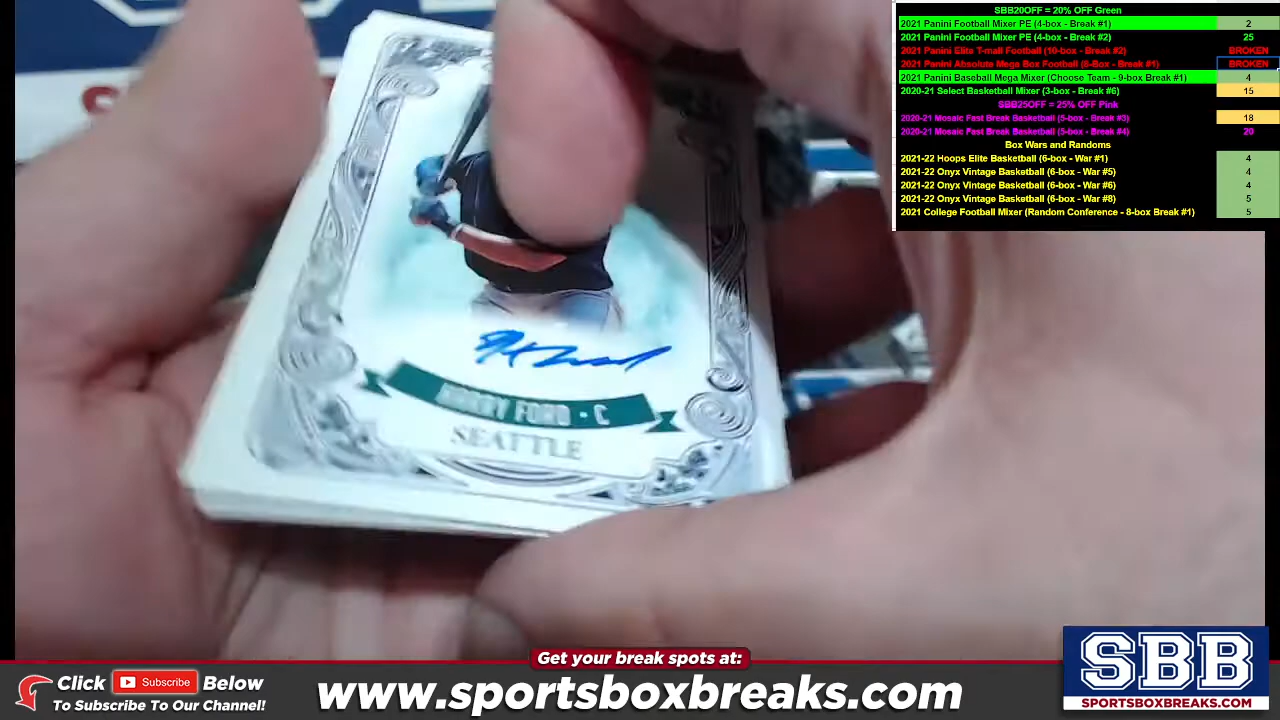 SBB20OFF = 20% OFF Green
2021 Panini Football Mixer PE (4-box - Break #1) 2
2021 Panini Football Mixer PE (4-box - Break #2) 25
2021 Panini Elite T-mall Football (10-box - Break #2) BROKEN
2021 Panini Absolute Mega Box Football (5-Box - Break #1) BROKEN
2021 Panini Baseball Mega Mixer (Choose Team - 9-box Break #1) 4
2020-21 Select Basketball Mixer (3-box - Break #6) 15
SBB25OFF = 25% OFF Pink
2020-21 Mosaic Fast Break Basketball (5-box - Break #3) 18
2020-21 Mosaic Fast Break Basketball (5-box - Break #4) 20
Box Wars and Randoms
2021-22 Hoops Elite Basketball (6-box - War #1) 4
2021-22 Onyx Vintage Basketball (6-box - War #5) 4
2021-22 Onyx Vintage Basketball (6-box - War #6) 4
2021-22 Onyx Vintage Basketball (6-box - War #8) 5
2021 College Football Mixer (Random Conference - 8-box Break #1) 5
HARRY FORD · C
SEATTLE
Get your break spots at:
Click Subscribe Below
To Subscribe To Our Channel!
www.sportsboxbreaks.com
SBB
SPORTSBOXBREAKS.COM